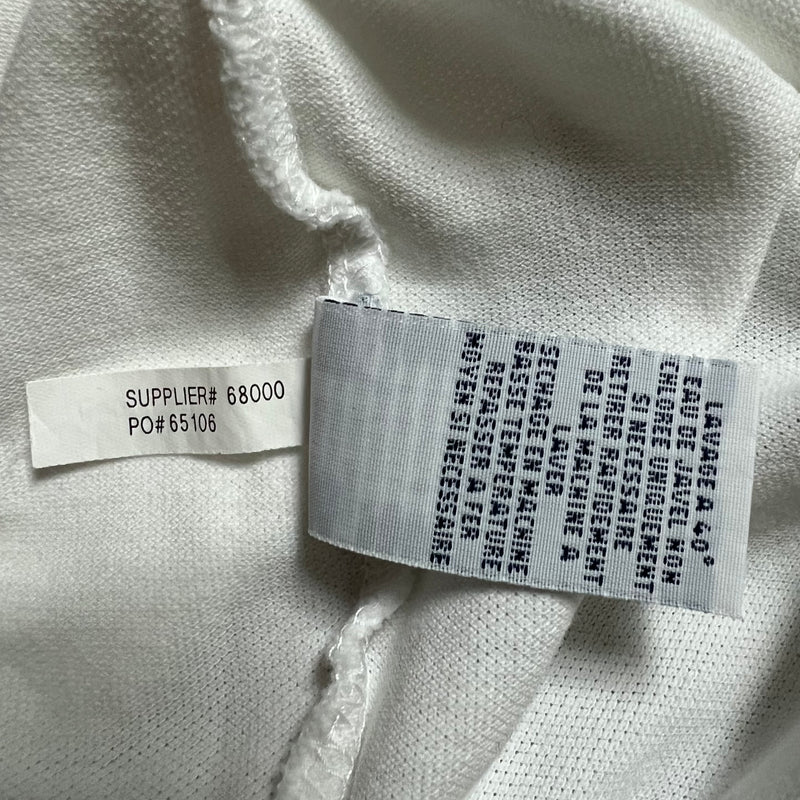 SUPPLIER# 68000
PO# 65106
LAVAGE A 40°
EAU DE JAVEL NON
CHLORE UNQUEMENT
SI NECESSAIRE
RETIRER RAPIDEMENT
DE LA MACHINE A
LAVER
SECHAGE EN MACHINE
BASSE TEMPERATURE
REPASSER A FER
MOYEN SI NECESSAIRE